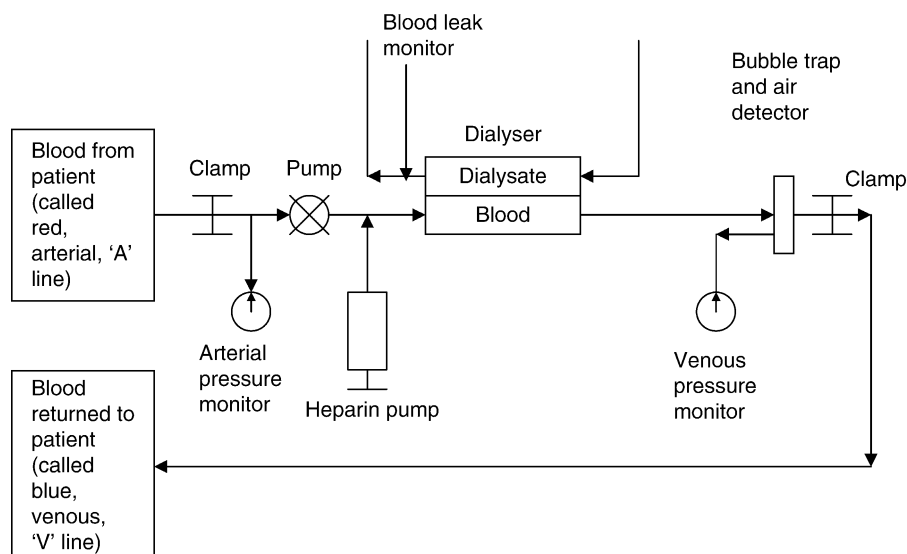 Blood leak
monitor
Bubble trap
and air
detector
Dialyser
Blood from
patient
(called
red,
arterial, ‘A’
line)
Clamp
Pump
Dialysate
Blood
Clamp
Arterial
pressure
monitor
Heparin pump
Venous
pressure
monitor
Blood
returned to
patient
(called
blue,
venous,
‘V’ line)